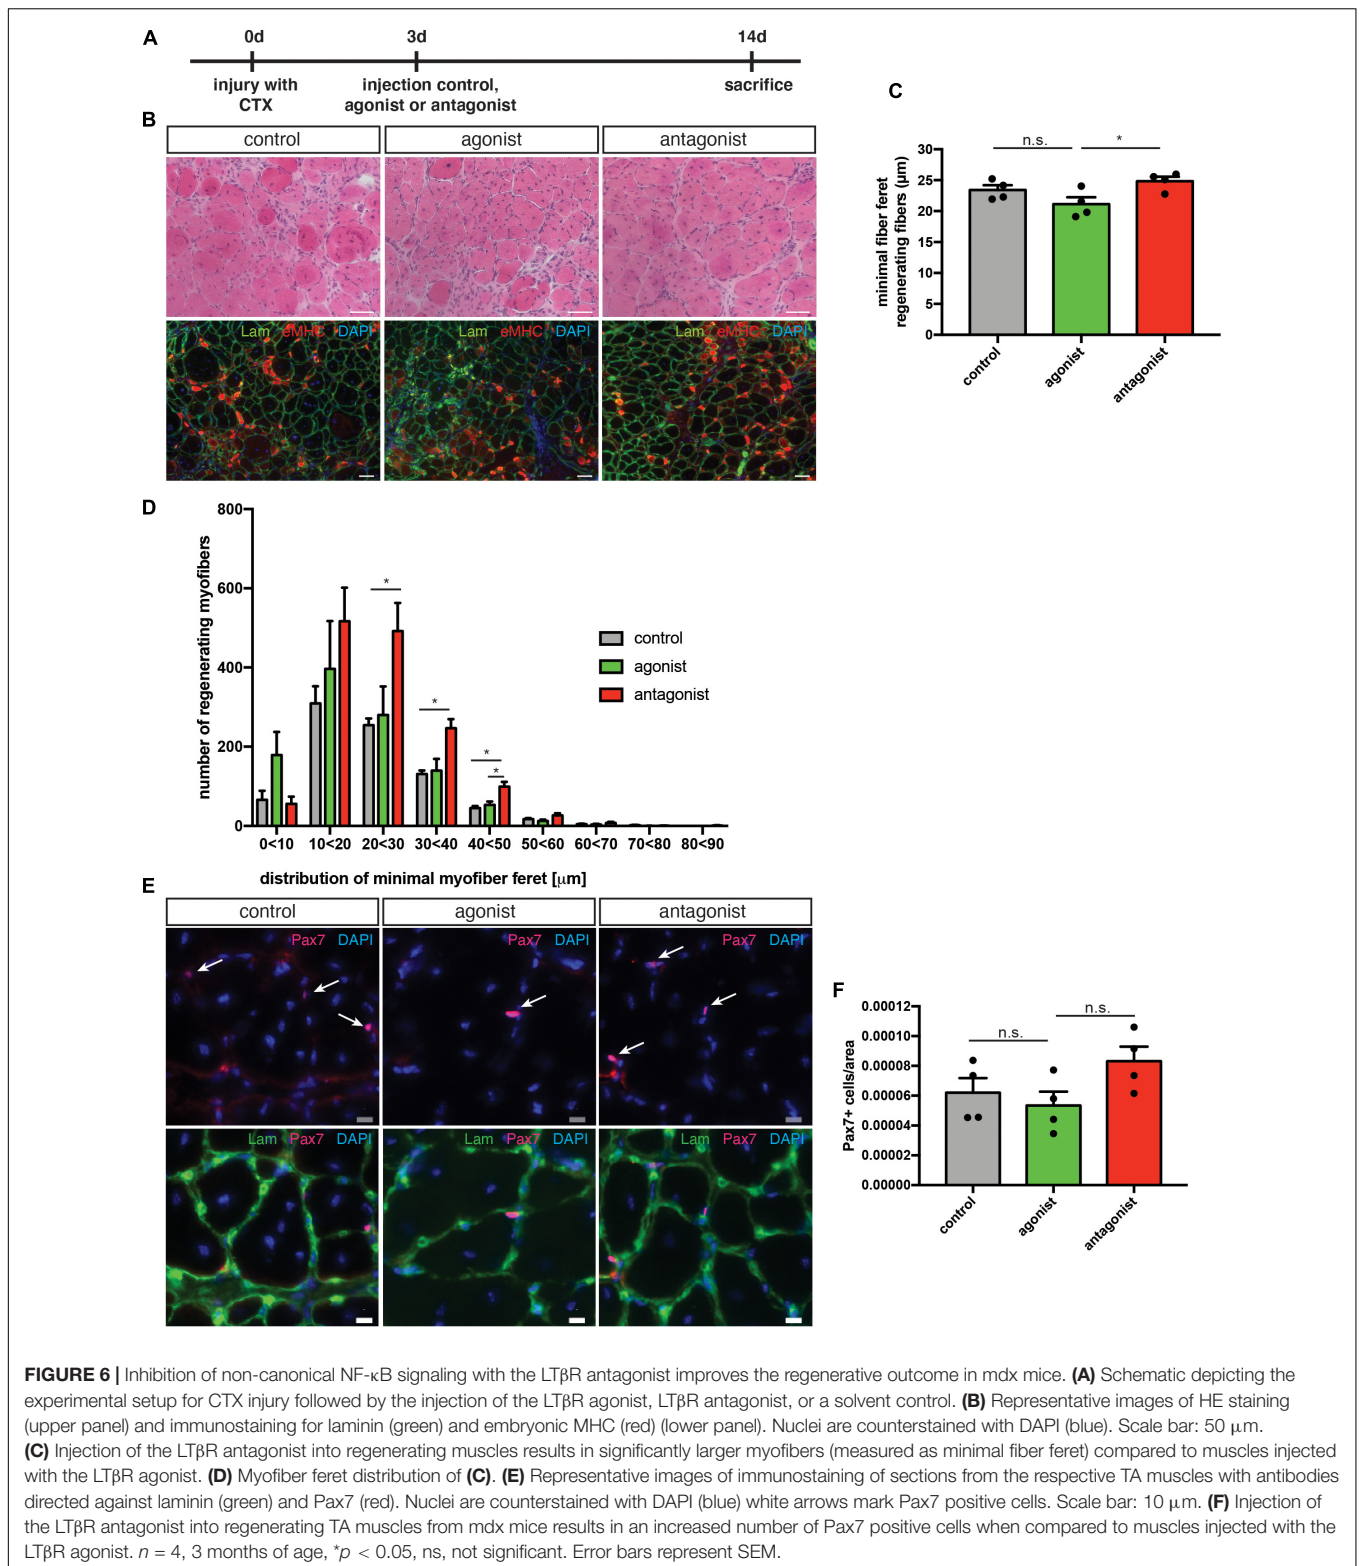 A
0d 3d 14d
injury with CTX
injection control, agonist or antagonist
sacrifice
B
control agonist antagonist
Lam eMHC DAPI
Lam eMHC DAPI
Lam eMHC DAPI
C
n.s. *
minimal fiber feret regenerating fibers (µm)
30
25
20
15
10
5
0
control agonist antagonist
D
number of regenerating myofibers
800
600
400
200
0
*
*
*
*
control
agonist
antagonist
0<10 10<20 20<30 30<40 40<50 50<60 60<70 70<80 80<90
distribution of minimal myofiber feret [µm]
E
control agonist antagonist
Pax7 DAPI
Pax7 DAPI
Pax7 DAPI
Lam Pax7 DAPI
Lam Pax7 DAPI
Lam Pax7 DAPI
F
Pax7+ cells/area
0.00012
0.00010
0.00008
0.00006
0.00004
0.00002
0.00000
n.s. n.s.
control agonist antagonist
FIGURE 6 | Inhibition of non-canonical NF-κB signaling with the LTβR antagonist improves the regenerative outcome in mdx mice. (A) Schematic depicting the
experimental setup for CTX injury followed by the injection of the LTβR agonist, LTβR antagonist, or a solvent control. (B) Representative images of HE staining
(upper panel) and immunostaining for laminin (green) and embryonic MHC (red) (lower panel). Nuclei are counterstained with DAPI (blue). Scale bar: 50 µm.
(C) Injection of the LTβR antagonist into regenerating muscles results in significantly larger myofibers (measured as minimal fiber feret) compared to muscles injected
with the LTβR agonist. (D) Myofiber feret distribution of (C). (E) Representative images of immunostaining of sections from the respective TA muscles with antibodies
directed against laminin (green) and Pax7 (red). Nuclei are counterstained with DAPI (blue) white arrows mark Pax7 positive cells. Scale bar: 10 µm. (F) Injection of
the LTβR antagonist into regenerating TA muscles from mdx mice results in an increased number of Pax7 positive cells when compared to muscles injected with the
LTβR agonist. n = 4, 3 months of age, *p < 0.05, ns, not significant. Error bars represent SEM.